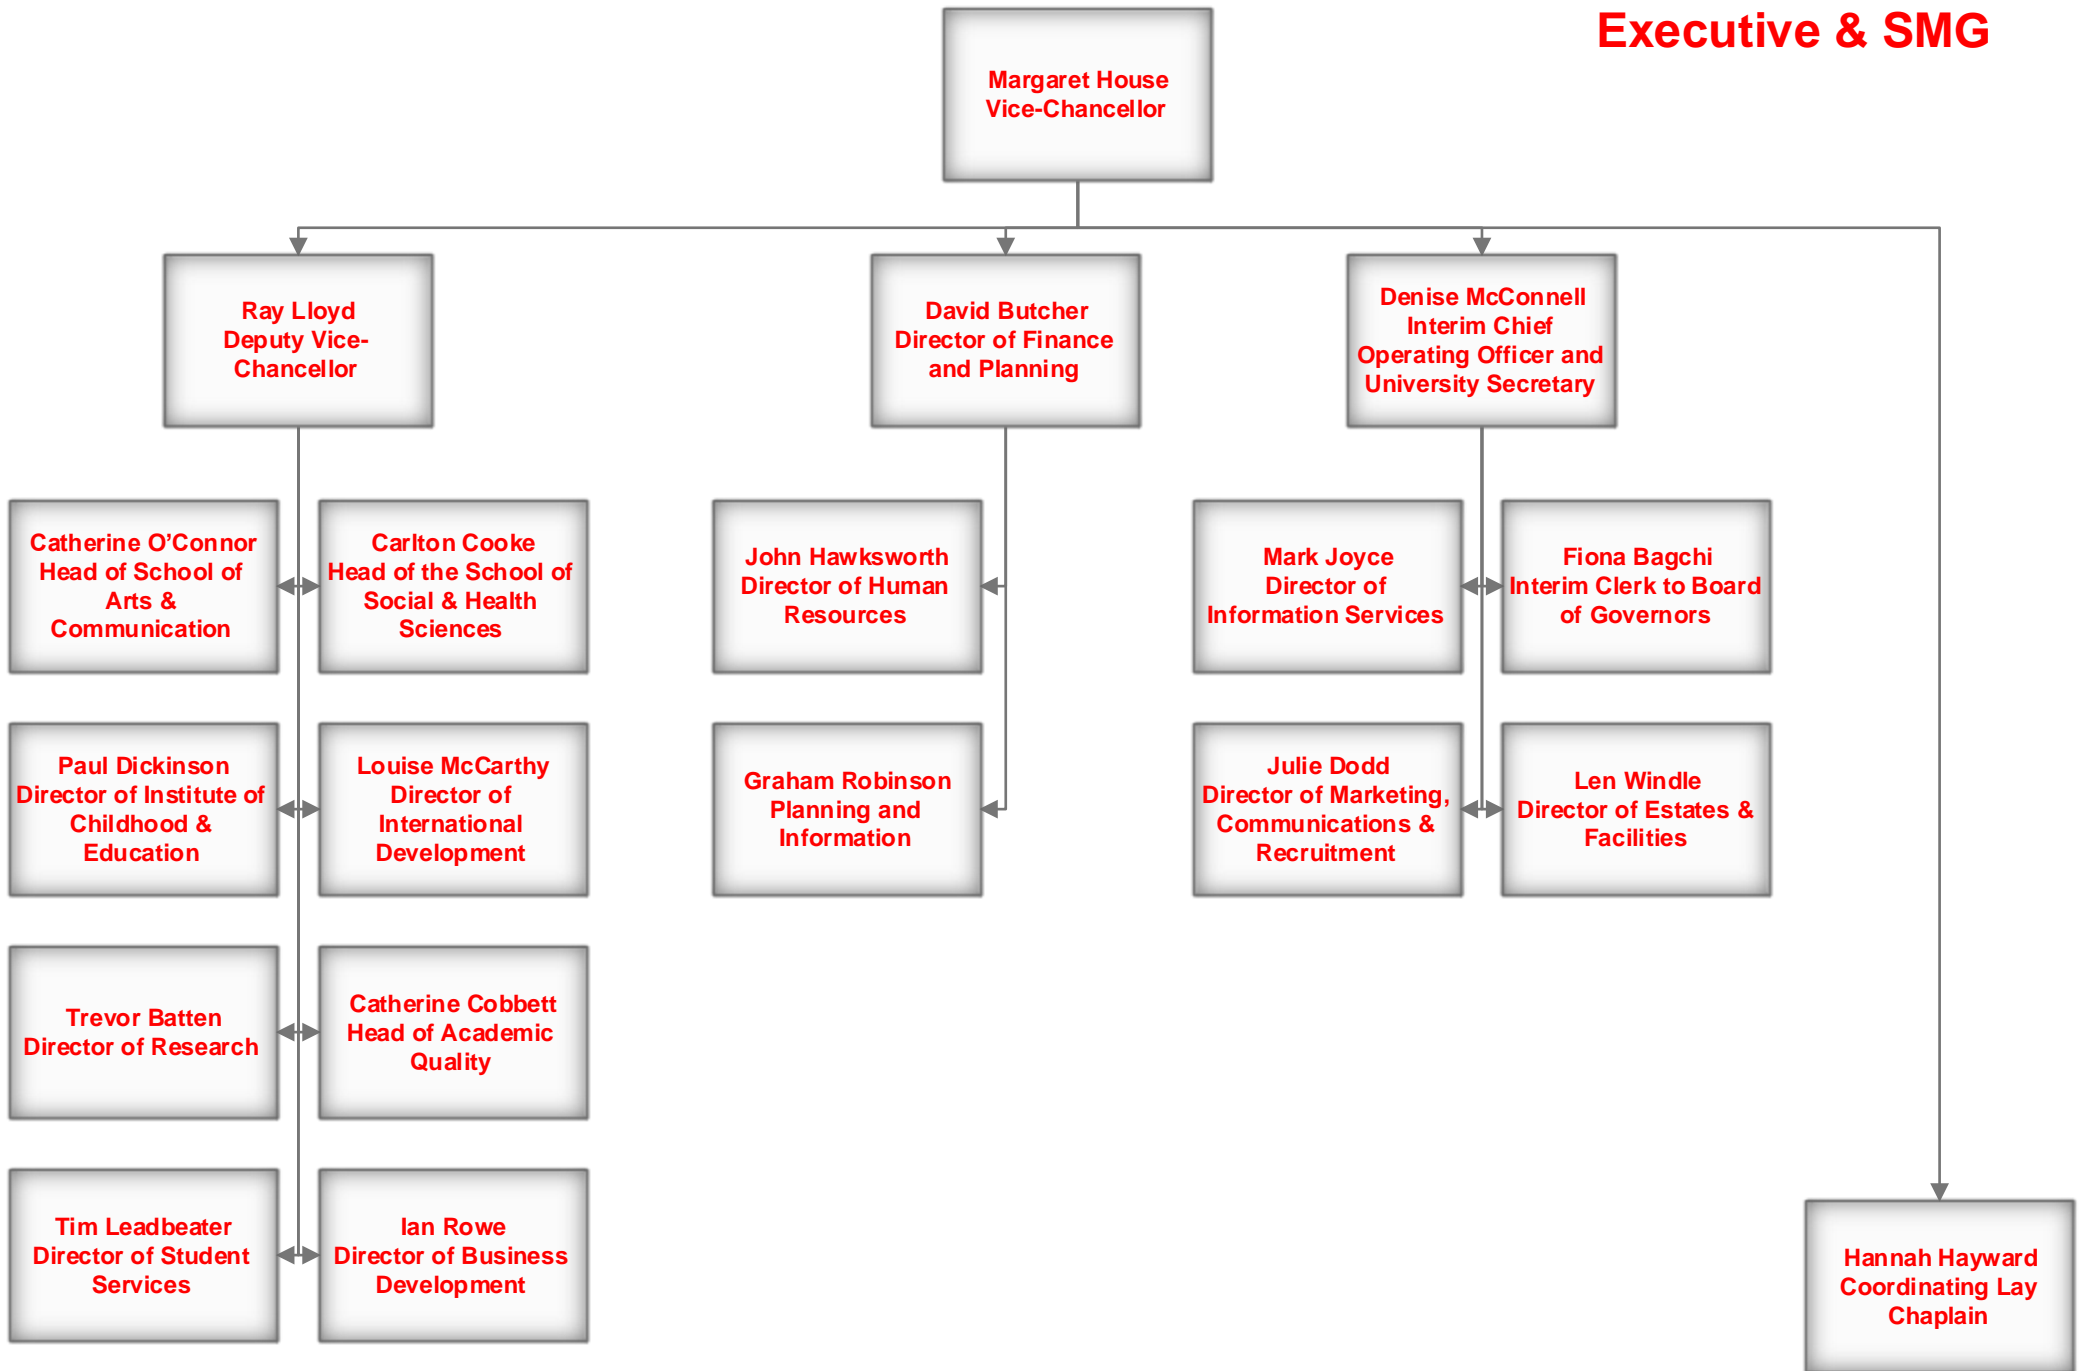 Executive & SMG
Margaret House
Vice-Chancellor
Ray Lloyd
Deputy Vice-
Chancellor
David Butcher
Director of Finance
and Planning
Denise McConnell
Interim Chief
Operating Officer and
University Secretary
Catherine O’Connor
Head of School of
Arts &
Communication
Carlton Cooke
Head of the School of
Social & Health
Sciences
John Hawksworth
Director of Human
Resources
Mark Joyce
Director of
Information Services
Fiona Bagchi
Interim Clerk to Board
of Governors
Paul Dickinson
Director of Institute of
Childhood &
Education
Louise McCarthy
Director of
International
Development
Graham Robinson
Planning and
Information
Julie Dodd
Director of Marketing,
Communications &
Recruitment
Len Windle
Director of Estates &
Facilities
Trevor Batten
Director of Research
Catherine Cobbett
Head of Academic
Quality
Tim Leadbeater
Director of Student
Services
Ian Rowe
Director of Business
Development
Hannah Hayward
Coordinating Lay
Chaplain